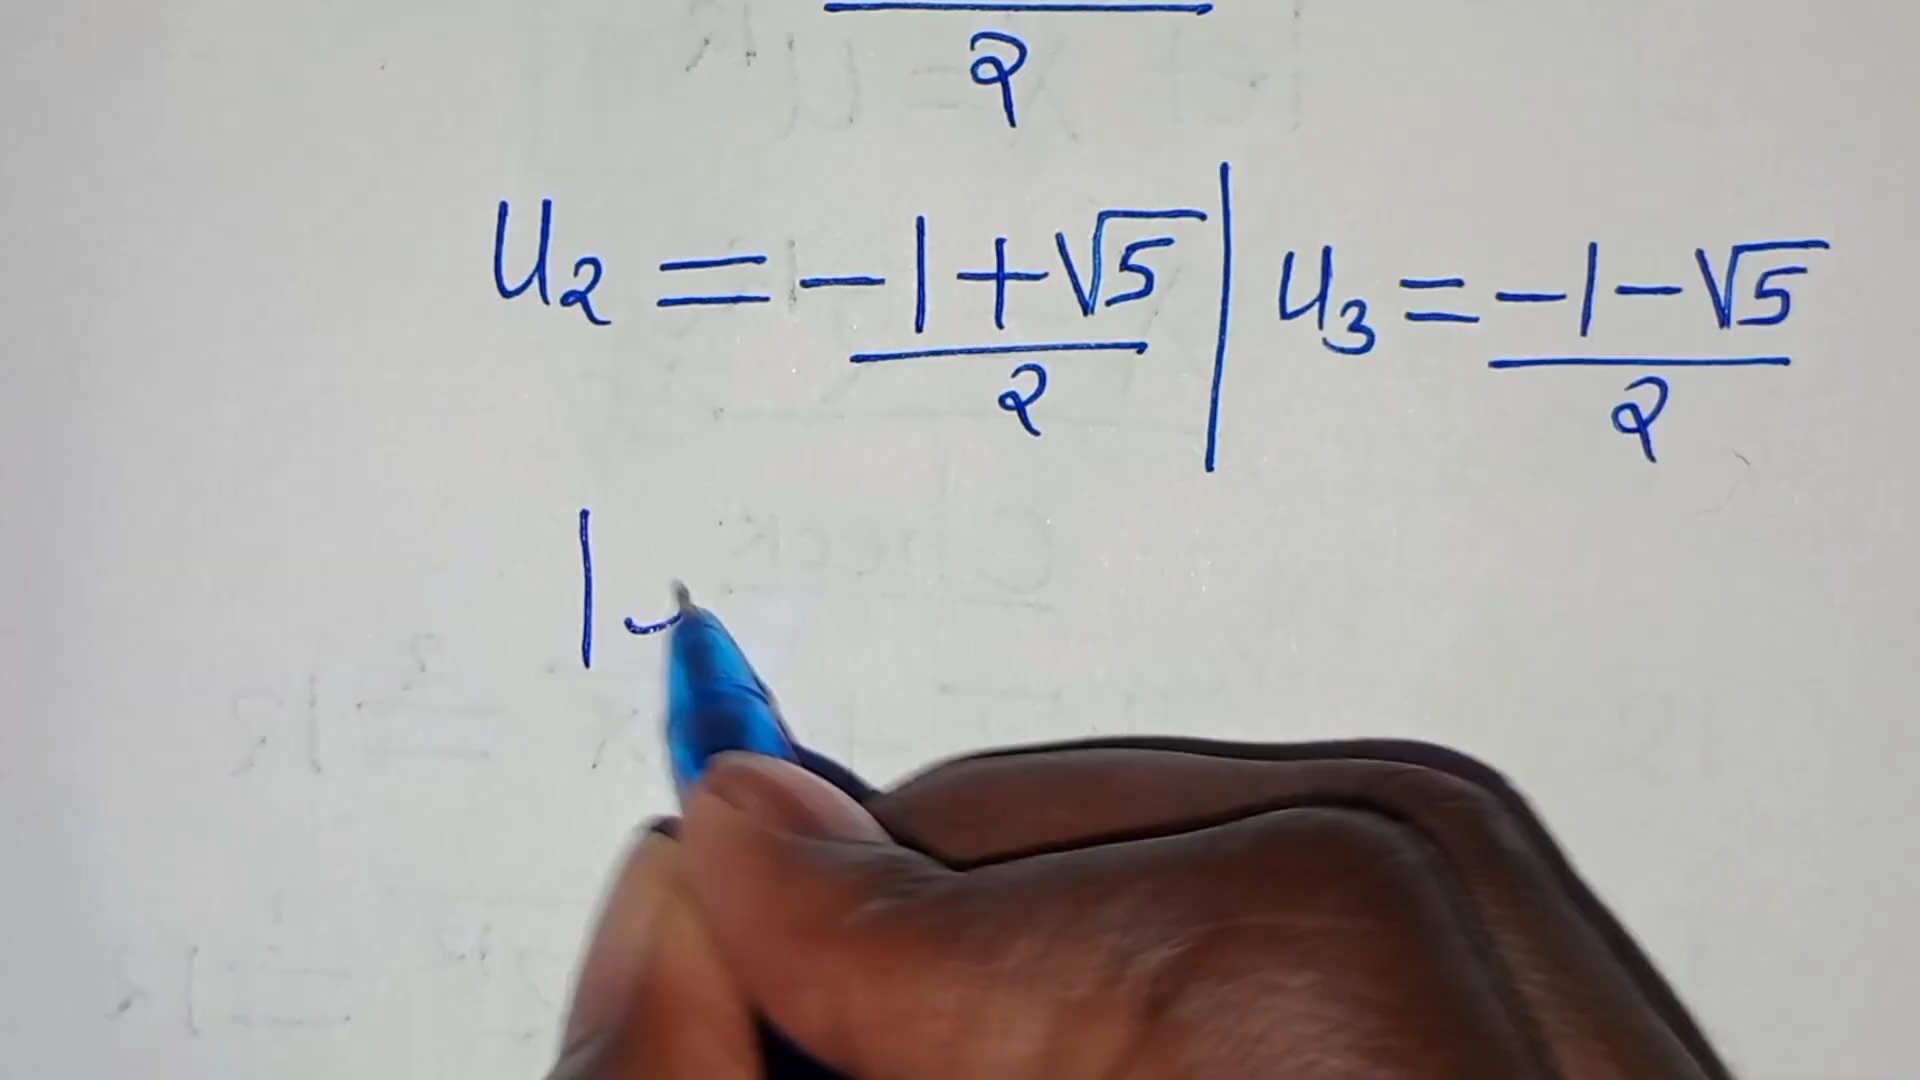 2
U₂ = -1+√5 | U₃ = -1-√5
2 2
|